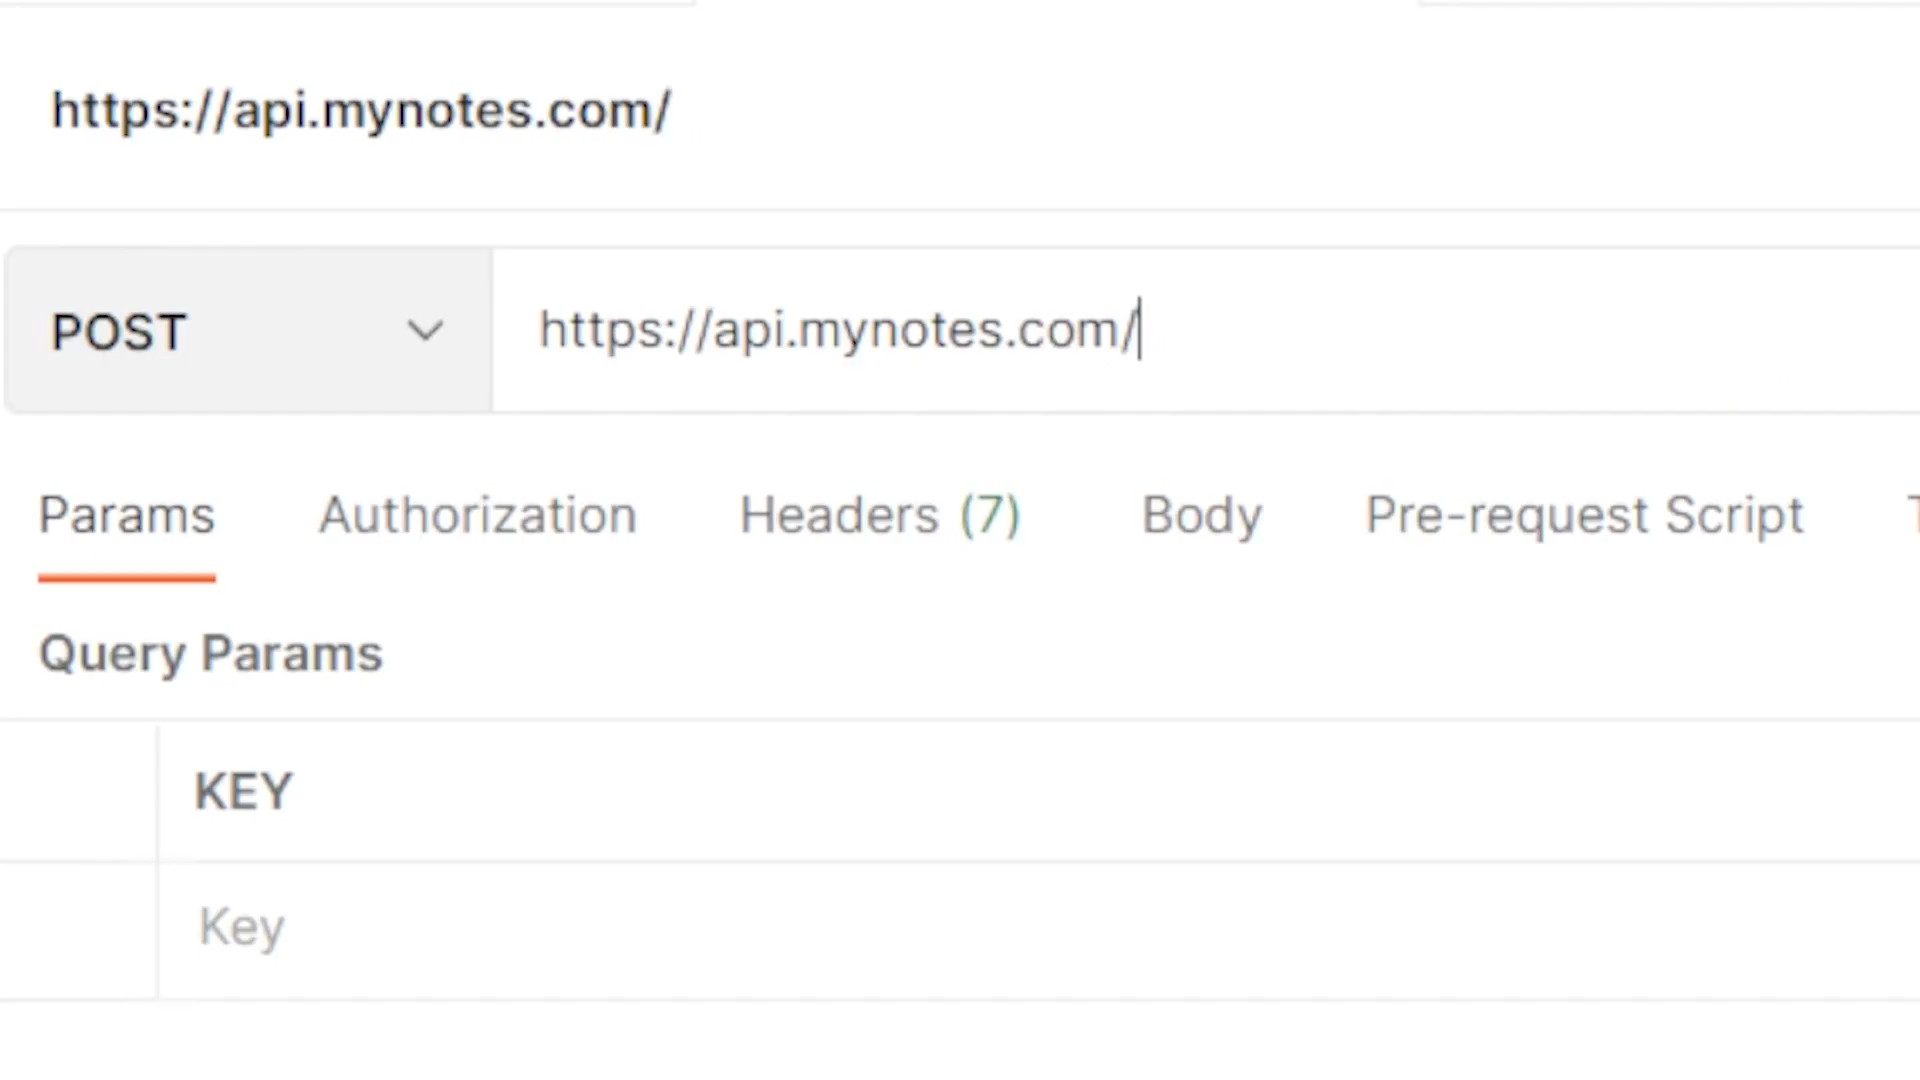 https://api.mynotes.com/
POST https://api.mynotes.com/
Params Authorization Headers (7) Body Pre-request Script
Query Params
KEY
Key